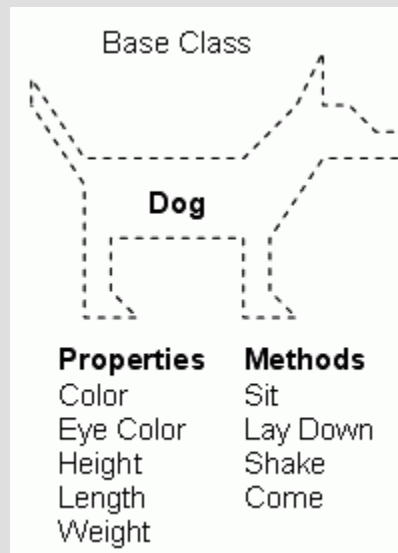 Base Class
Dog
Properties
Color
Eye Color
Height
Length
Weight
Methods
Sit
Lay Down
Shake
Come